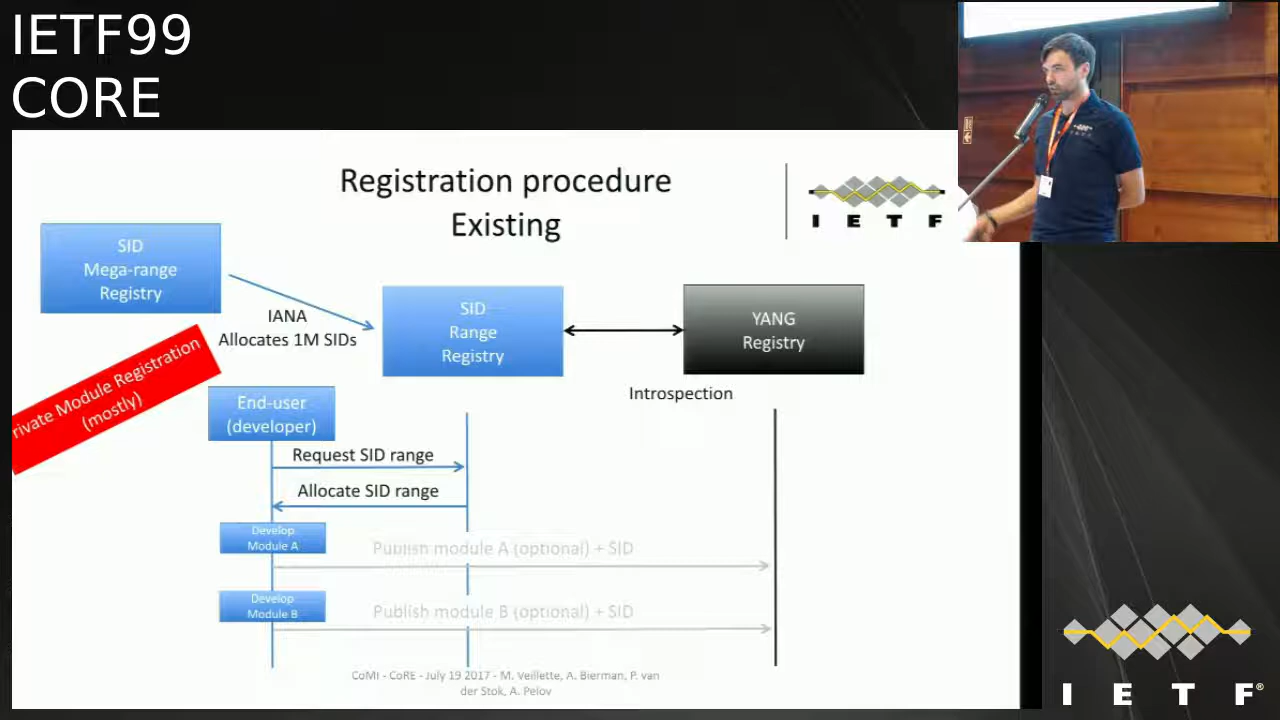 IETF99
CORE
Registration procedure
Existing
I E T F
SID
Mega-range
Registry
IANA
Allocates 1M SIDs
SID
Range
Registry
YANG
Registry
Introspection
rivate Module Registration
(mostly)
End-user
(developer)
Request SID range
Allocate SID range
Develop
Module A
Publish module A (optional) + SID
Develop
Module B
Publish module B (optional) + SID
CoMI - CoRE - July 19 2017 - M. Veillette, A. Bierman, P. van
der Stok, A. Pelov
I E T F®